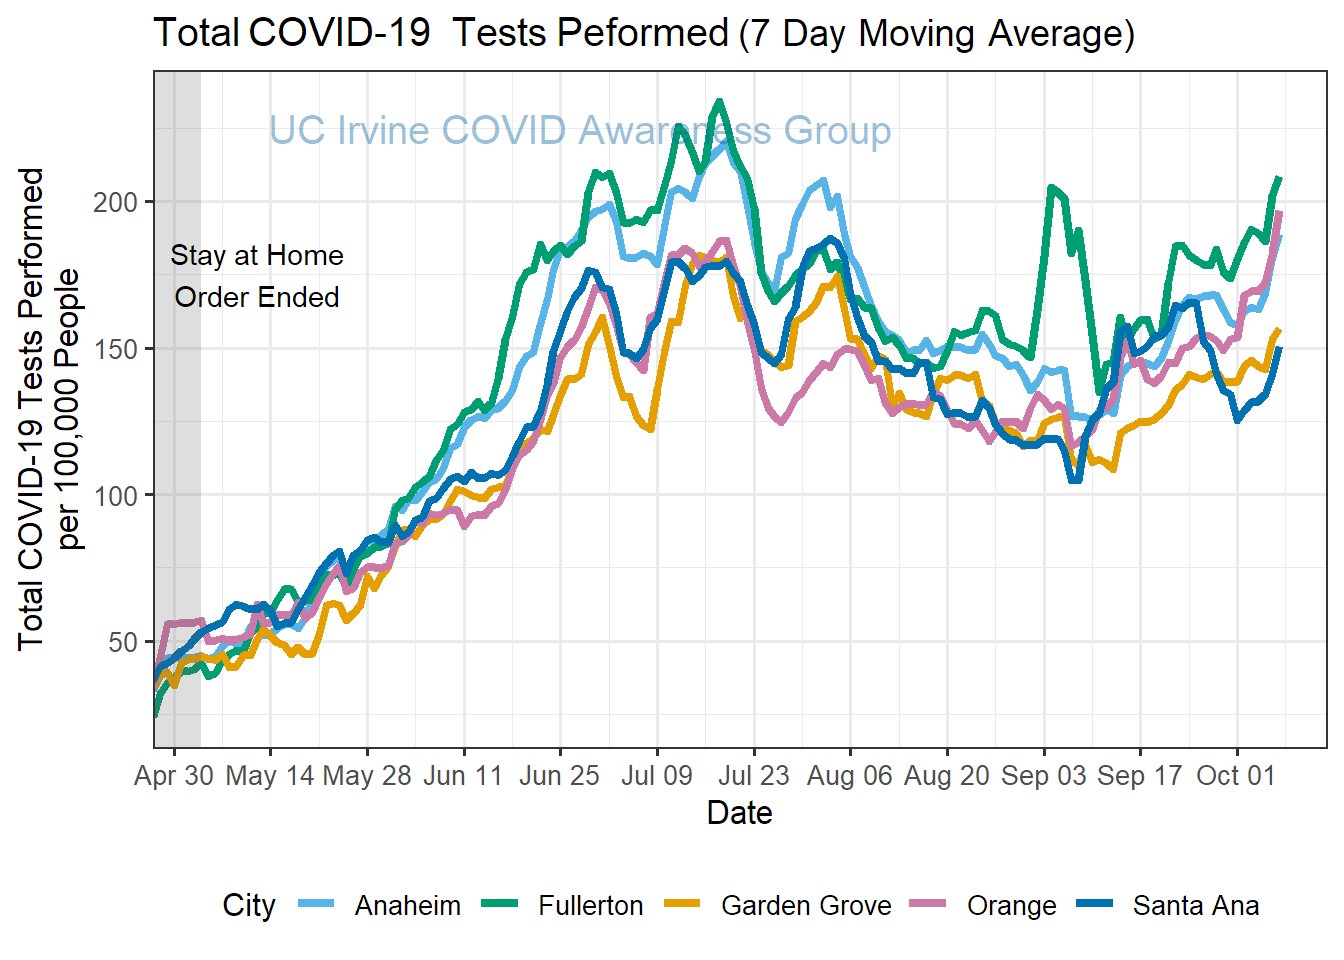 Total COVID-19  Tests Peformed (7 Day Moving Average)
UC Irvine COVID Awareness Group
Stay at Home
Order Ended
Total COVID-19 Tests Performed
per 100,000 People
200
150
100
50
Apr 30 May 14 May 28 Jun 11 Jun 25 Jul 09 Jul 23 Aug 06 Aug 20 Sep 03 Sep 17 Oct 01
Date
City Anaheim Fullerton Garden Grove Orange Santa Ana